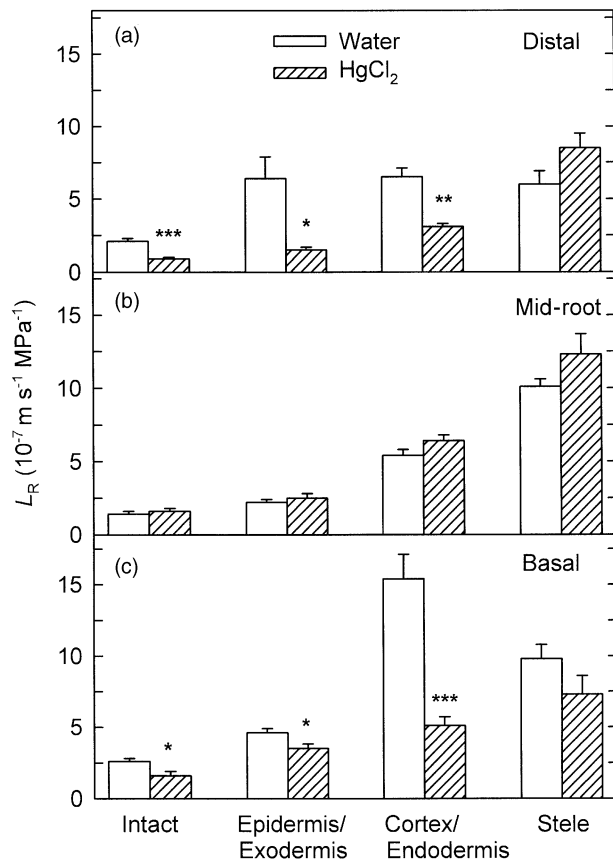 (a)
Water
HgCl₂
Distal
15
10
5
0
***
*
**
(b)
Mid-root
15
10
5
0
L_R (10⁻⁷ m s⁻¹ MPa⁻¹)
(c)
Basal
15
10
5
0
*
*
***
Intact
Epidermis/
Exodermis
Cortex/
Endodermis
Stele